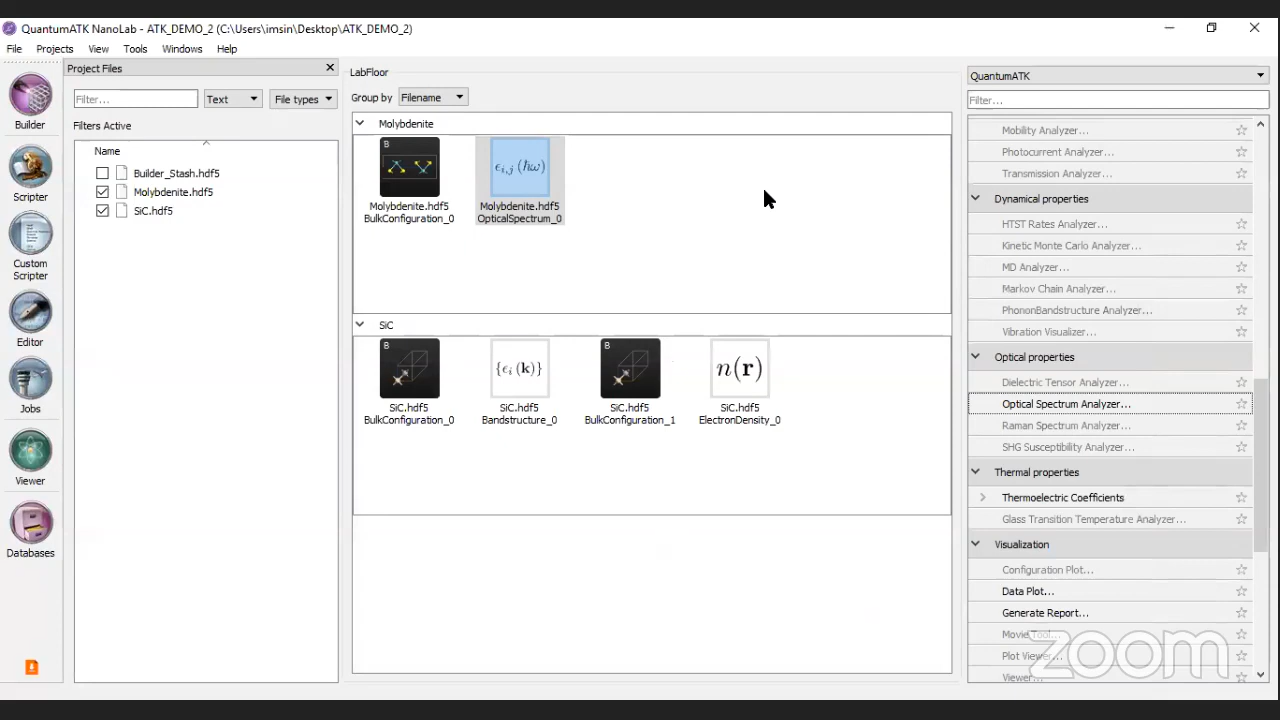 QuantumATK NanoLab - ATK_DEMO_2 (C:\Users\imsin\Desktop\ATK_DEMO_2)
File Projects View Tools Windows Help
Builder
Scripter
Custom
Scripter
Editor
Jobs
Viewer
Databases
Project Files
Filter...
Text
File types
Filters Active
Name
Builder_Stash.hdf5
Molybdenite.hdf5
SiC.hdf5
LabFloor
Group by Filename
Molybdenite
B
ϵi,j (ħω)
Molybdenite.hdf5
BulkConfiguration_0
Molybdenite.hdf5
OpticalSpectrum_0
SiC
B
{ϵi (k)}
B
n(r)
SiC.hdf5
BulkConfiguration_0
SiC.hdf5
Bandstructure_0
SiC.hdf5
BulkConfiguration_1
SiC.hdf5
ElectronDensity_0
QuantumATK
Filter...
Mobility Analyzer...
Photocurrent Analyzer...
Transmission Analyzer...
Dynamical properties
HTST Rates Analyzer...
Kinetic Monte Carlo Analyzer...
MD Analyzer...
Markov Chain Analyzer...
PhononBandstructure Analyzer...
Vibration Visualizer...
Optical properties
Dielectric Tensor Analyzer...
Optical Spectrum Analyzer...
Raman Spectrum Analyzer...
SHG Susceptibility Analyzer...
Thermal properties
Thermoelectric Coefficients
Glass Transition Temperature Analyzer...
Visualization
Configuration Plot...
Data Plot...
Generate Report...
Movie Tool...
Plot Viewer...
Viewer...
zoom